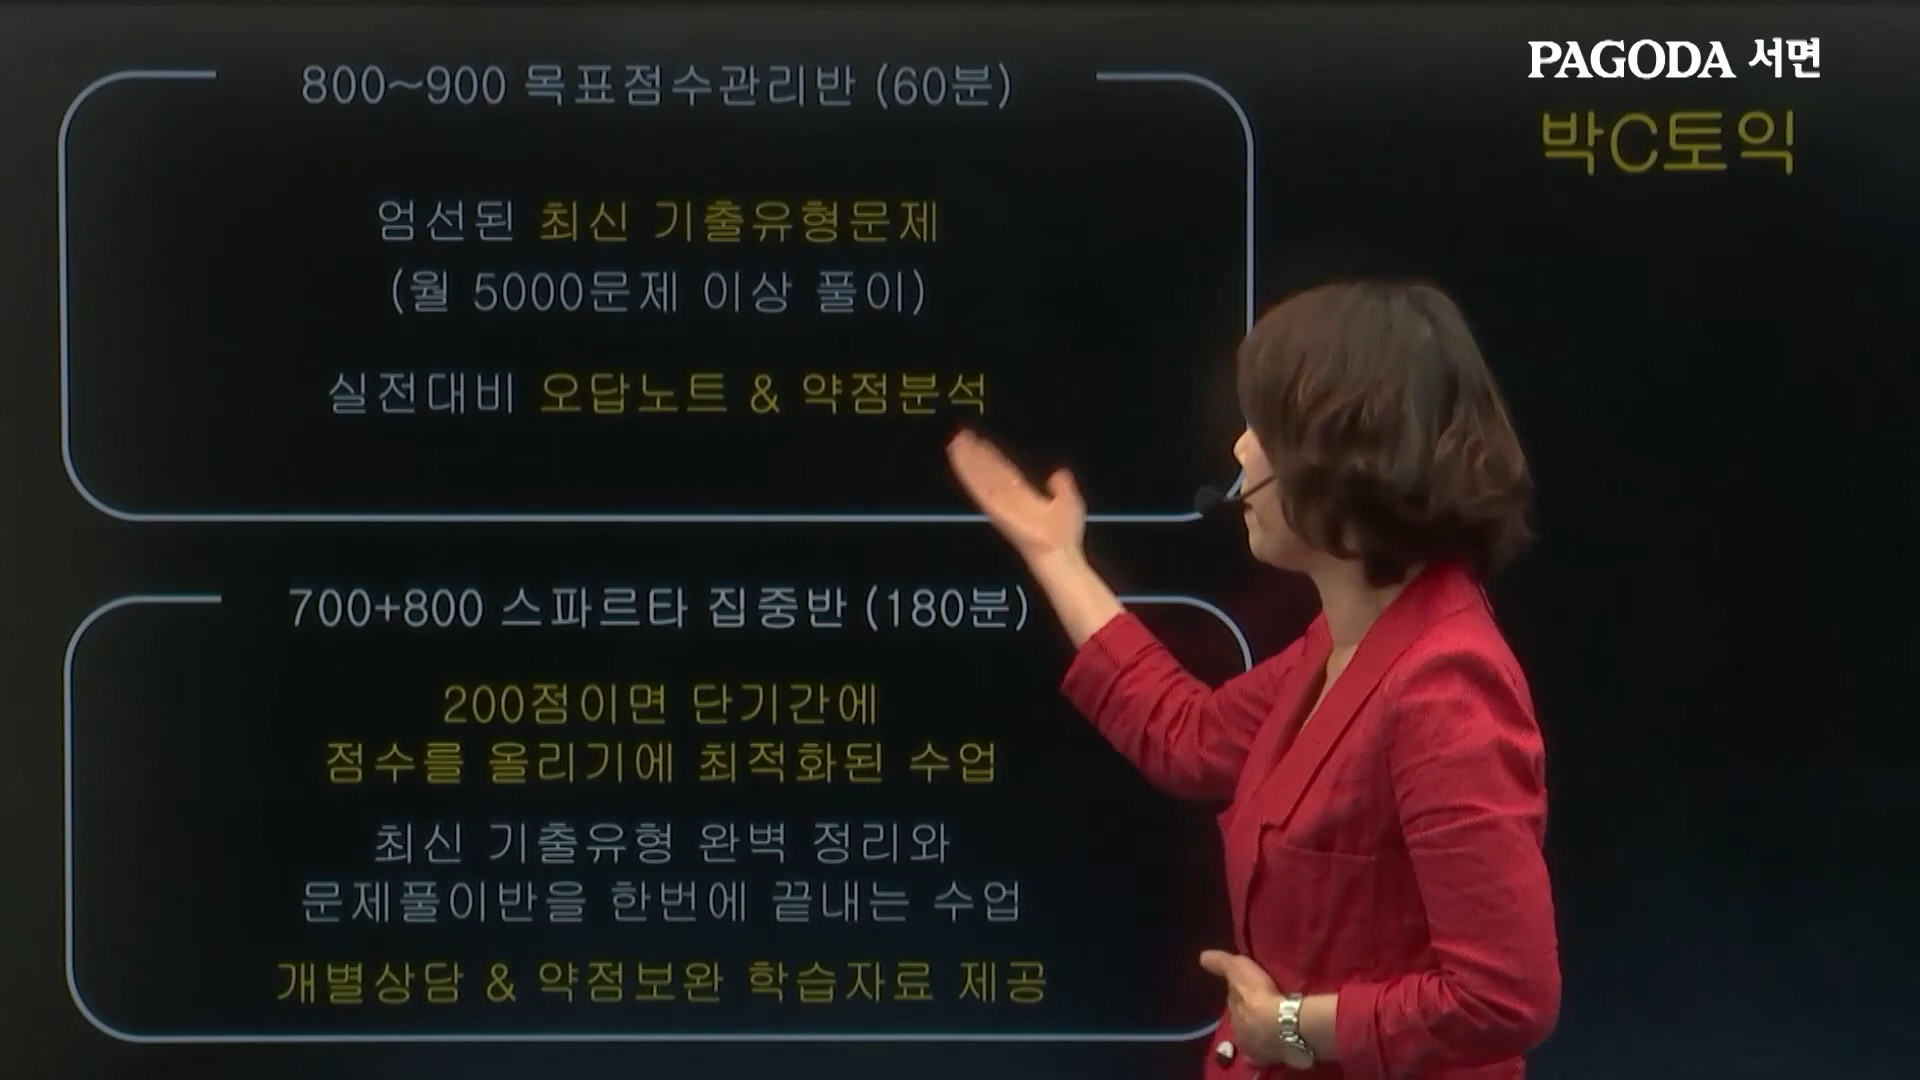 PAGODA 서면
박C토익
800~900 목표점수관리반 (60분)
엄선된 최신 기출유형문제
(월 5000문제 이상 풀이)
실전대비 오답노트 & 약점분석
700+800 스파르타 집중반 (180분)
200점이면 단기간에
점수를 올리기에 최적화된 수업
최신 기출유형 완벽 정리와
문제풀이반을 한번에 끝내는 수업
개별상담 & 약점보완 학습자료 제공